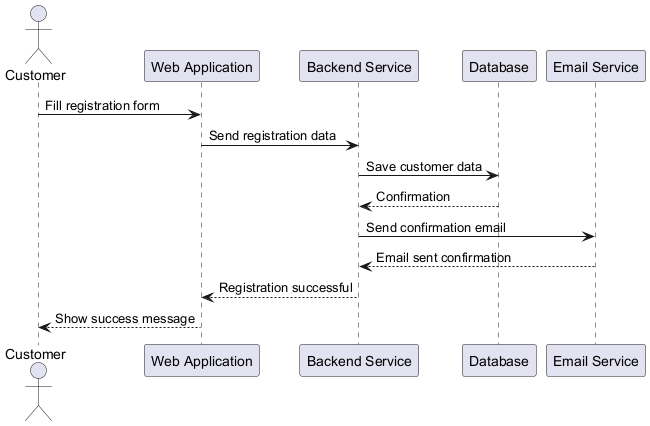 Customer
Web Application
Backend Service
Database
Email Service
Fill registration form
Send registration data
Save customer data
Confirmation
Send confirmation email
Email sent confirmation
Registration successful
Show success message
Customer
Web Application
Backend Service
Database
Email Service